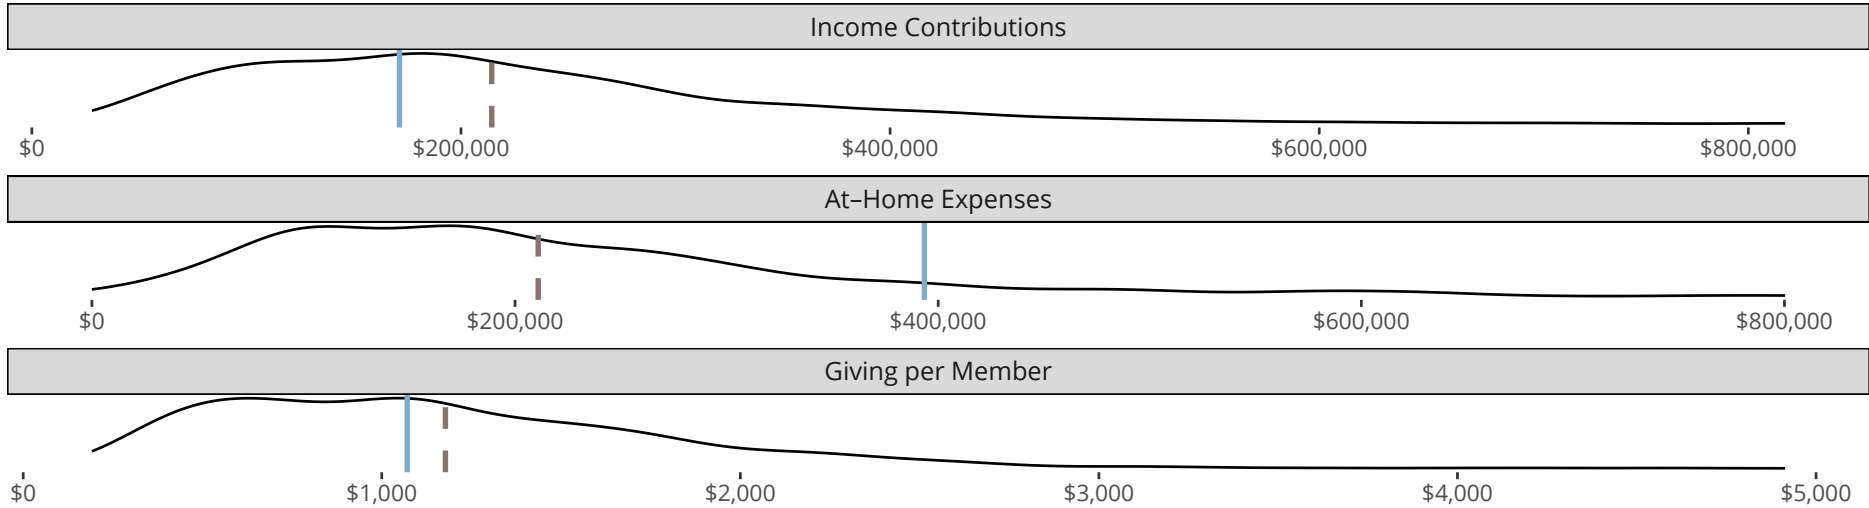 Income Contributions
$0 $200,000 $400,000 $600,000 $800,000
At–Home Expenses
$0 $200,000 $400,000 $600,000 $800,000
Giving per Member
$0 $1,000 $2,000 $3,000 $4,000 $5,000